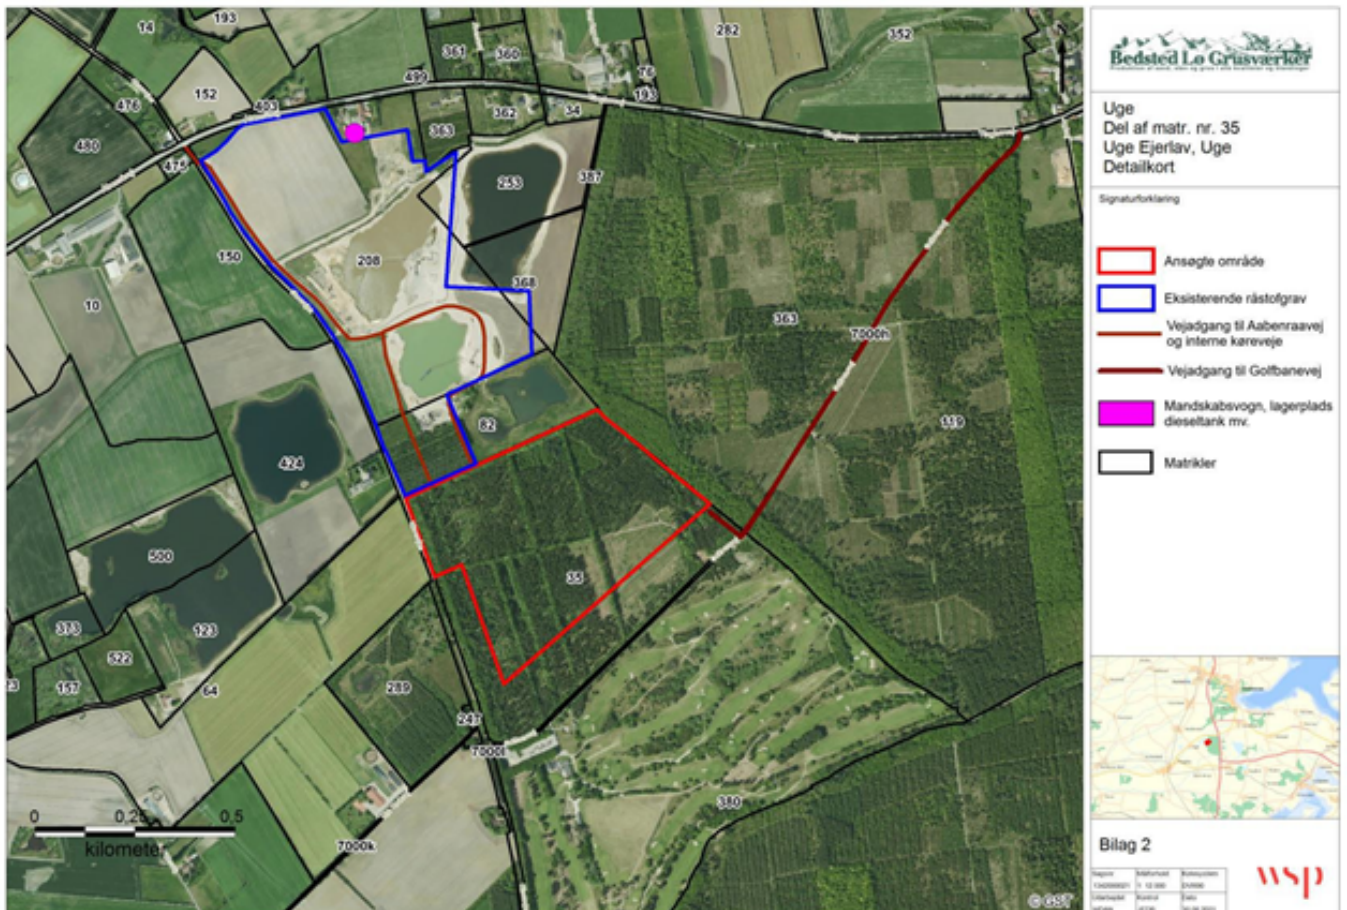 Bedsted Lø Grusværker
Uge
Del af matr. nr. 35
Uge Ejerlav, Uge
Detailkort
Signaturforklaring
Ansøgte område
Eksisterende råstofgrav
Vejadgang til Aabenraavej
og interne køreveje
Vejadgang til Golfbanevej
Mandskabsvogn, lagerplads
dieseltank mv.
Matrikler
Bilag 2
wsp
14
193
361
360
282
352
76
193
499
152
403
476
362
34
363
480
475
253
387
150
208
368
10
363
7000h
119
82
424
500
35
373
123
522
157
64
289
247
7000i
380
7000k
0
0,25
0,5
kilometer
© GST